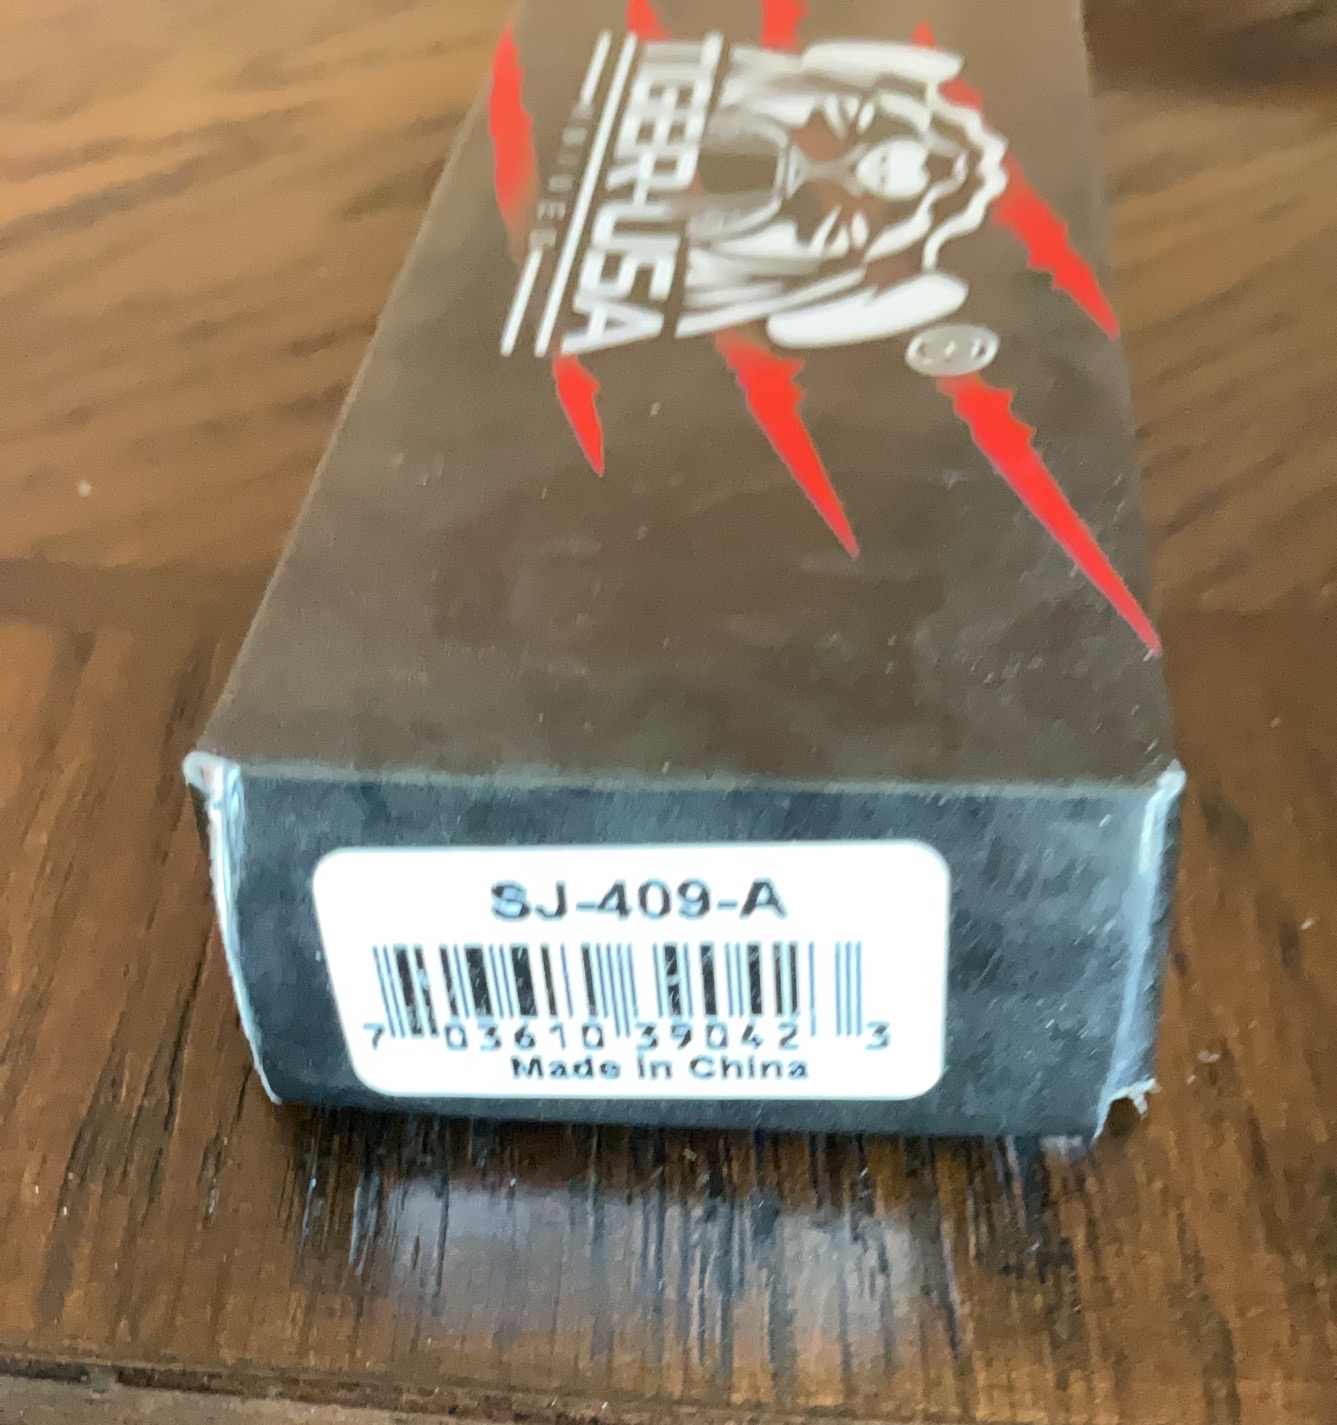 TIGER-USA
SJ-409-A
7 03610 39042 3
Made in China